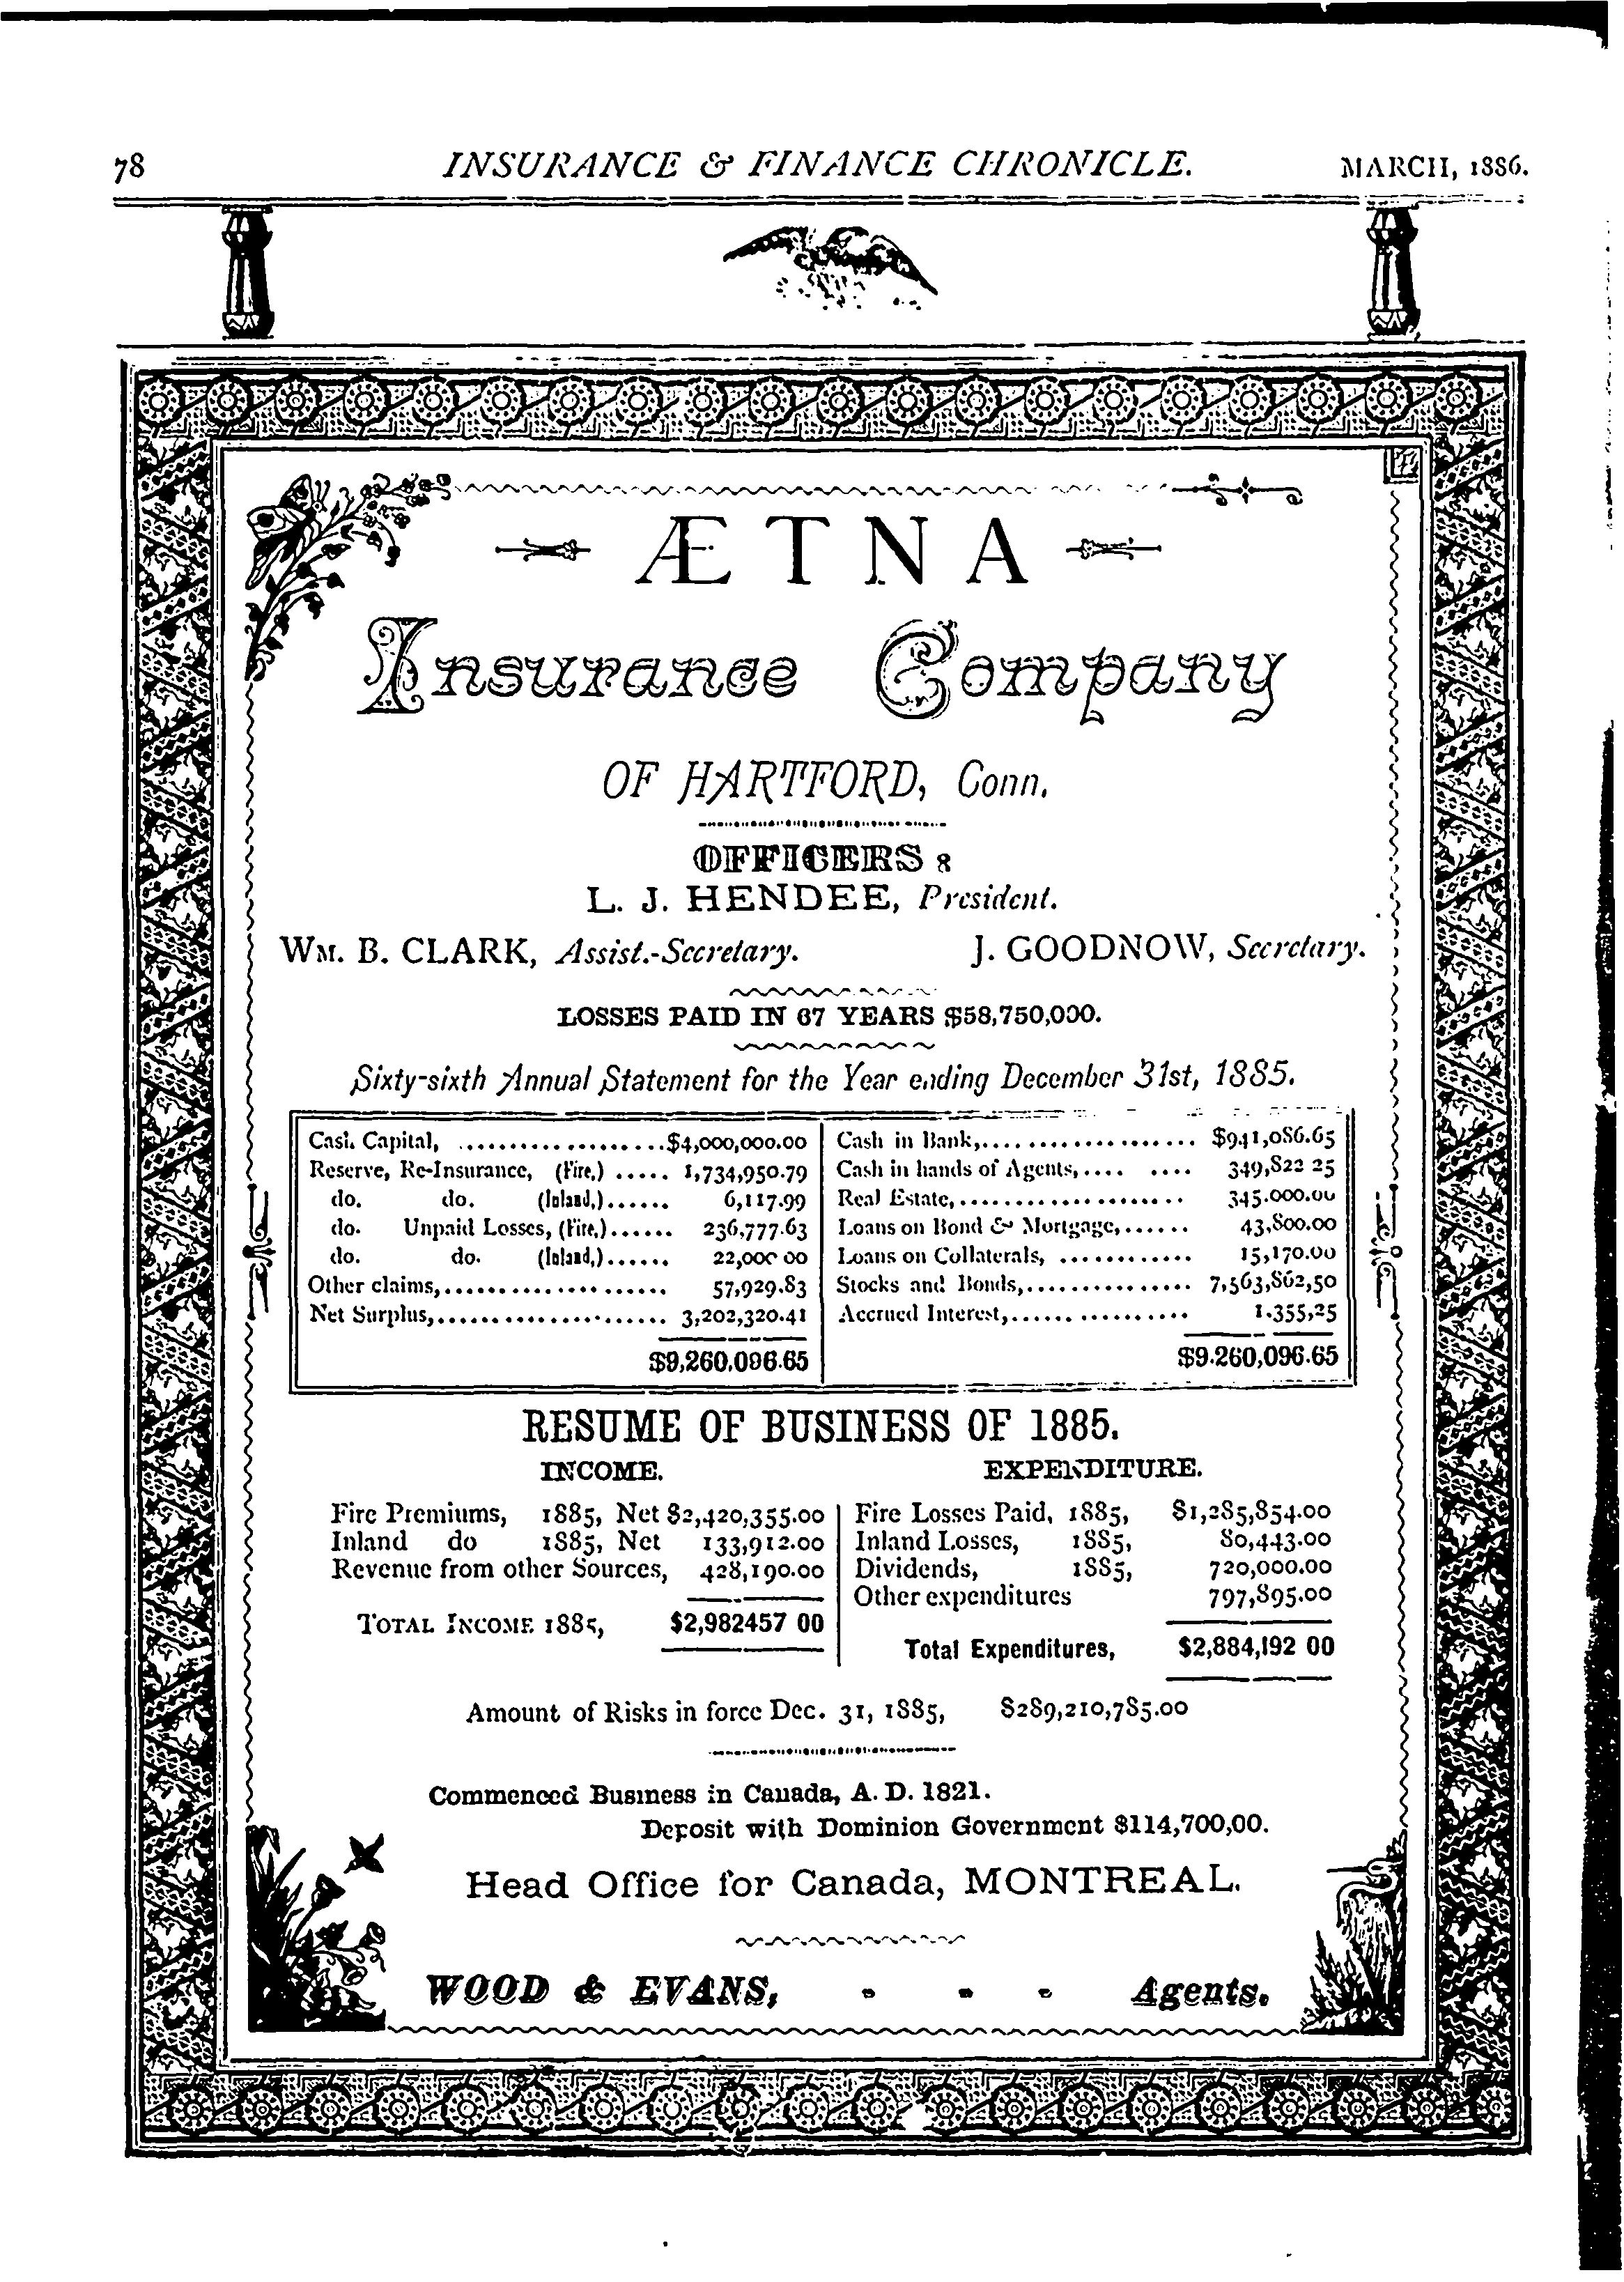 78 INSURANCE & FINANCE CHRONICLE. MARCH, 1886.
ÆTNA
Insurance Company
OF HARTFORD, Conn.
OFFICERS :
L. J. HENDEE, President.
WM. B. CLARK, Assist.-Secretary. J. GOODNOW, Secretary.
LOSSES PAID IN 67 YEARS $58,750,000.
Sixty-sixth Annual Statement for the Year ending December 31st, 1885.
Cash Capital, ..................... $4,000,000.00
Reserve, Re-Insurance, (Fire,) ..... 1,734,950.79
do. do. (Inland,)...... 6,117.99
do. Unpaid Losses, (Fire,)...... 236,777.63
do. do. (Inland,)...... 22,000 00
Other claims,..................... 57,929.83
Net Surplus,..................... 3,202,320.41
$9,260,096.65
Cash in Bank,..................... $941,086.65
Cash in hands of Agents,.... .... 349,822 25
Real Estate,..................... 345.000.00
Loans on Bond & Mortgage,...... 43,800.00
Loans on Collaterals, ............ 15,170.00
Stocks and Bonds,................ 7,563,862,50
Accrued Interest,................ 1.355,25
$9.260,096.65
RESUME OF BUSINESS OF 1885.
INCOME.
Fire Premiums, 1885, Net $2,420,355.00
Inland do 1885, Net 133,912.00
Revenue from other Sources, 428,190.00
TOTAL INCOME 1885, $2,982457 00
EXPENDITURE.
Fire Losses Paid, 1885, $1,285,854.00
Inland Losses, 1885, 80,443.00
Dividends, 1885, 720,000.00
Other expenditures 797,895.00
Total Expenditures, $2,884,192 00
Amount of Risks in force Dec. 31, 1885, $289,210,785.00
Commenced Business in Canada, A. D. 1821.
Deposit with Dominion Government $114,700,00.
Head Office for Canada, MONTREAL.
WOOD & EVANS, - - - Agents.